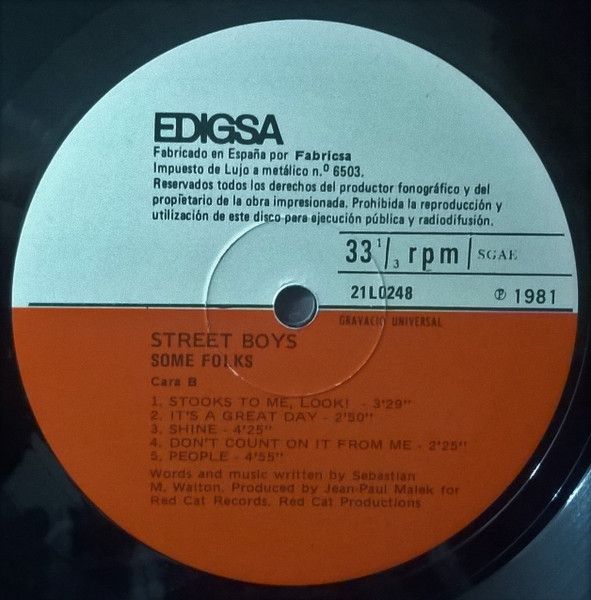 EDIGSA
Fabricado en España por Fabricsa
Impuesto de Lujo a metálico n.º 6503.
Reservados todos los derechos del productor fonográfico y del
propietario de la obra impresionada. Prohibida la reproducción y
utilización de este disco para ejecución pública y radiodifusión.
33 1/3 rpm SGAE
21L0248 ℗ 1981
GRAVACIO UNIVERSAL
STREET BOYS
SOME FOLKS
Cara B
1. STOOKS TO ME, LOOK! - 3'29"
2. IT'S A GREAT DAY - 2'50"
3. SHINE - 4'25"
4. DON'T COUNT ON IT FROM ME - 2'25"
5. PEOPLE - 4'55"
Words and music written by Sebastian
M. Walton. Produced by Jean-Paul Malek for
Red Cat Records. Red Cat Productions